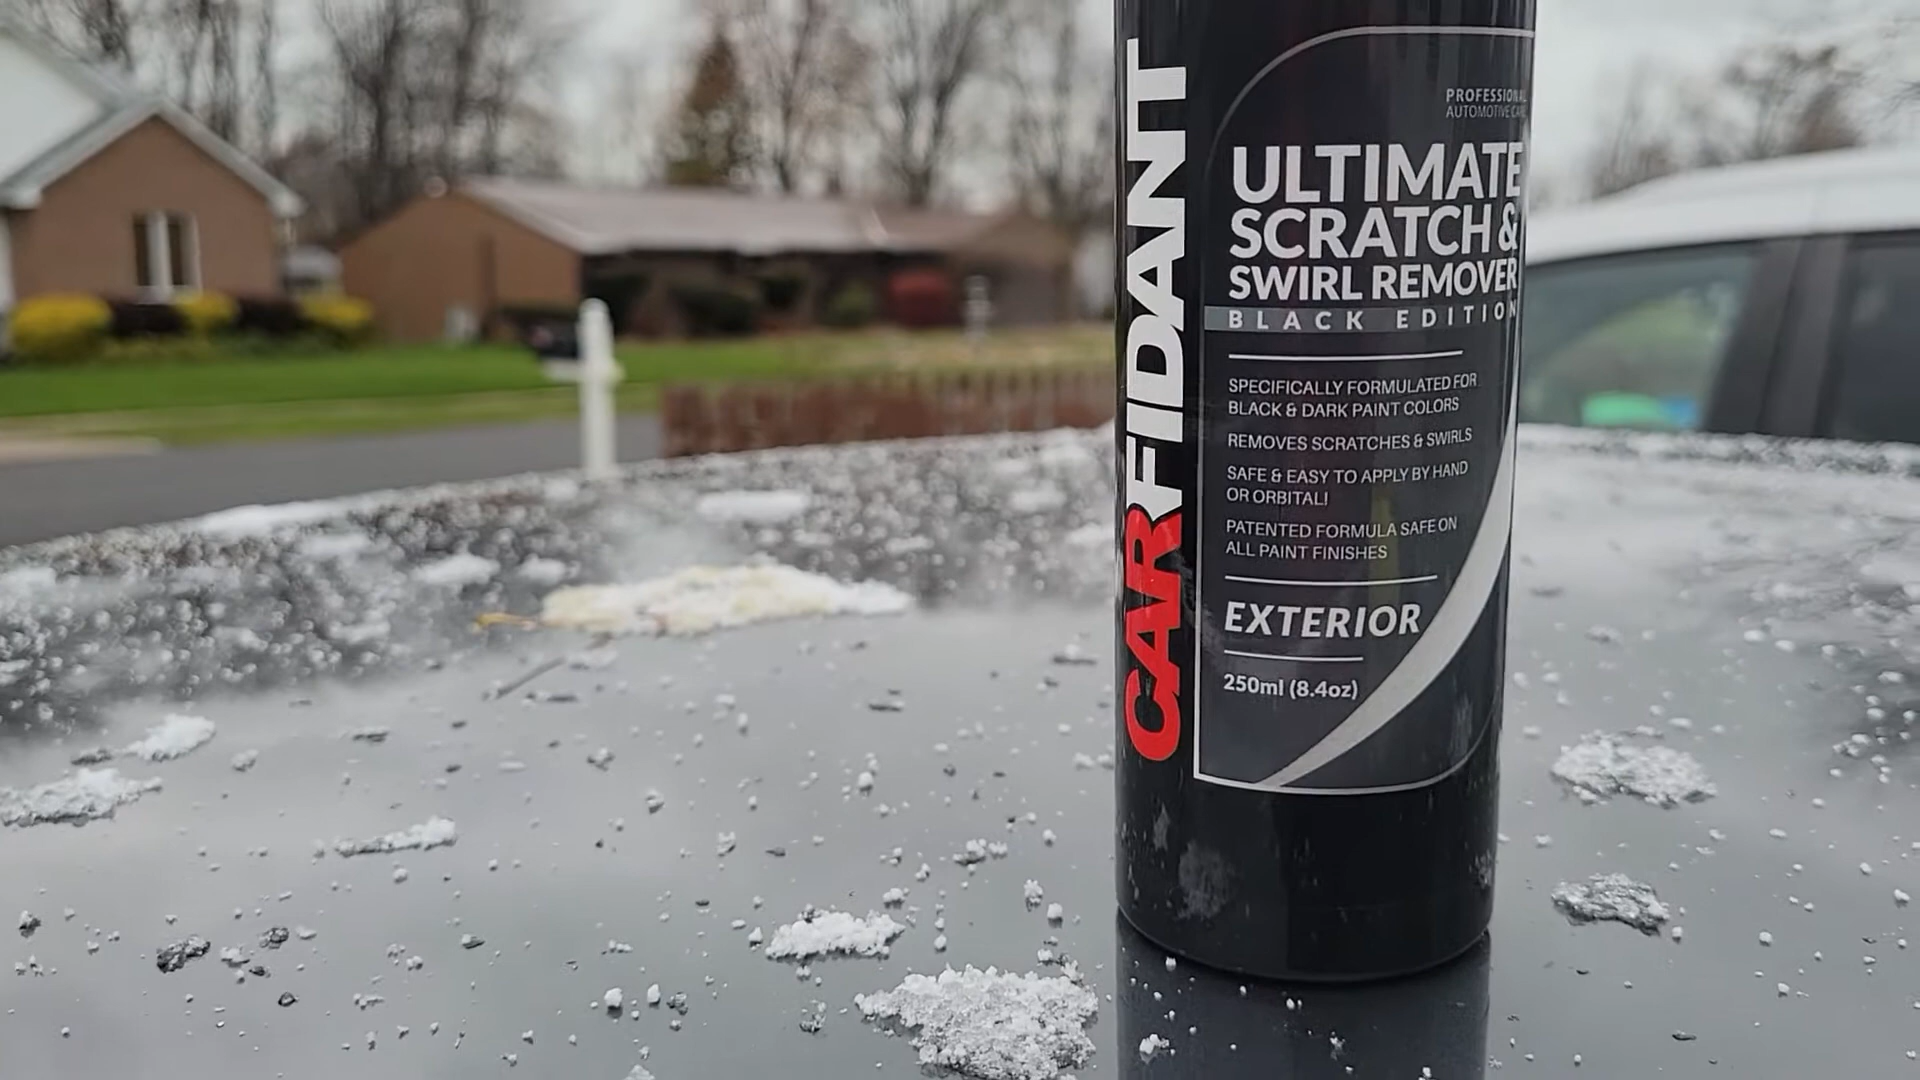 CARFIDANT
PROFESSIONAL
AUTOMOTIVE CARE
ULTIMATE
SCRATCH &
SWIRL REMOVER
BLACK EDITION
SPECIFICALLY FORMULATED FOR
BLACK & DARK PAINT COLORS
REMOVES SCRATCHES & SWIRLS
SAFE & EASY TO APPLY BY HAND
OR ORBITAL!
PATENTED FORMULA SAFE ON
ALL PAINT FINISHES
EXTERIOR
250ml (8.4oz)